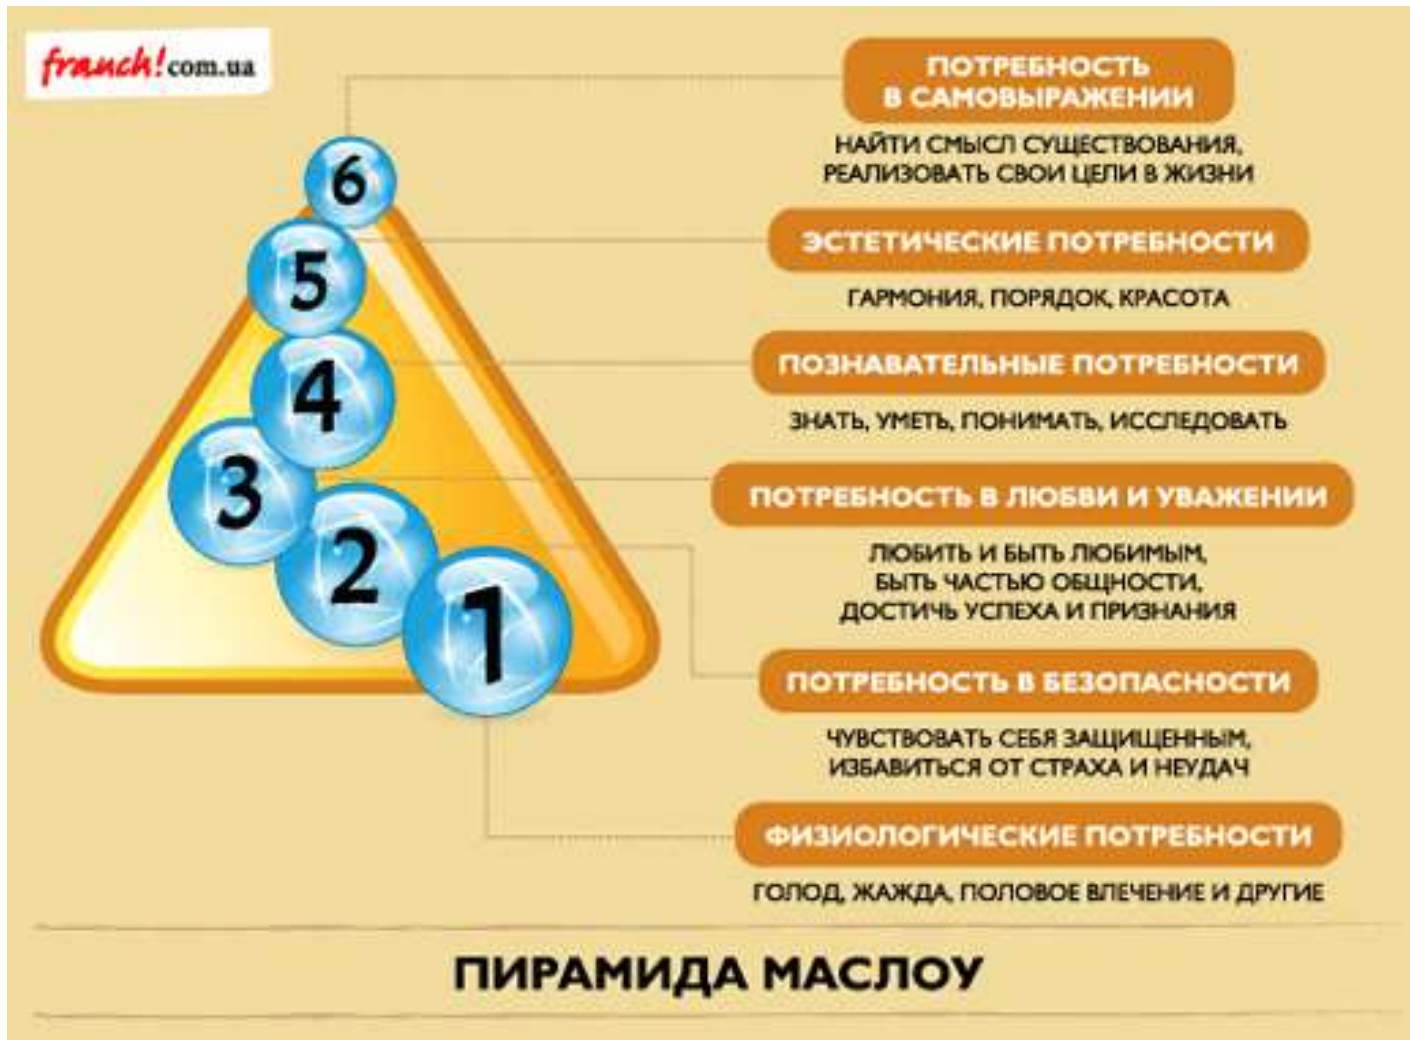 franch!com.ua
ПОТРЕБНОСТЬ
В САМОВЫРАЖЕНИИ
НАЙТИ СМЫСЛ СУЩЕСТВОВАНИЯ,
РЕАЛИЗОВАТЬ СВОИ ЦЕЛИ В ЖИЗНИ
6
ЭСТЕТИЧЕСКИЕ ПОТРЕБНОСТИ
ГАРМОНИЯ, ПОРЯДОК, КРАСОТА
5
ПОЗНАВАТЕЛЬНЫЕ ПОТРЕБНОСТИ
ЗНАТЬ, УМЕТЬ, ПОНИМАТЬ, ИССЛЕДОВАТЬ
4
ПОТРЕБНОСТЬ В ЛЮБВИ И УВАЖЕНИИ
ЛЮБИТЬ И БЫТЬ ЛЮБИМЫМ,
БЫТЬ ЧАСТЬЮ ОБЩНОСТИ,
ДОСТИЧЬ УСПЕХА И ПРИЗНАНИЯ
3
ПОТРЕБНОСТЬ В БЕЗОПАСНОСТИ
ЧУВСТВОВАТЬ СЕБЯ ЗАЩИЩЕННЫМ,
ИЗБАВИТЬСЯ ОТ СТРАХА И НЕУДАЧ
2
ФИЗИОЛОГИЧЕСКИЕ ПОТРЕБНОСТИ
ГОЛОД, ЖАЖДА, ПОЛОВОЕ ВЛЕЧЕНИЕ И ДРУГИЕ
1
ПИРАМИДА МАСЛОУ